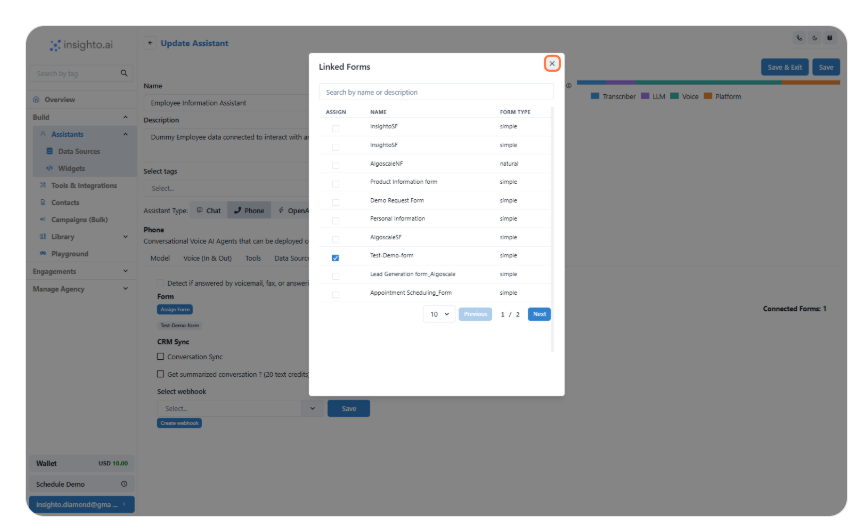 insighto.ai
Search by tag
Overview
Build
Assistants
Data Sources
Widgets
Tools & Integrations
Contacts
Campaigns (Bulk)
Library
Playground
Engagements
Manage Agency
Wallet USD 10.00
Schedule Demo
insighto.diamond@gma ...
Update Assistant
Save & Exit Save
Name
Employee Information Assistant
Description
Dummy Employee data connected to interact with an
Select tags
Select...
Assistant Type: Chat Phone OpenA
Phone
Conversational Voice AI Agents that can be deployed o
Model Voice (In & Out) Tools Data Source
Detect if answered by voicemail, fax, or answeri
Form
Assign Form
Test-Demo-form
CRM Sync
Conversation Sync
Get summarized conversation ? (20 text credits
Select webhook
Select... Save
Create webhook
Transcriber LLM Voice Platform
Connected Forms: 1
Linked Forms
Search by name or description
ASSIGN NAME FORM TYPE
InsightoSF simple
InsightoSF simple
AlgoscaleNF natural
Product Information form simple
Demo Request Form simple
Personal Information simple
AlgoscaleSF simple
Test-Demo-form simple
Lead Generation form_Algoscale simple
Appointment Scheduling_Form simple
10 Previous 1 / 2 Next